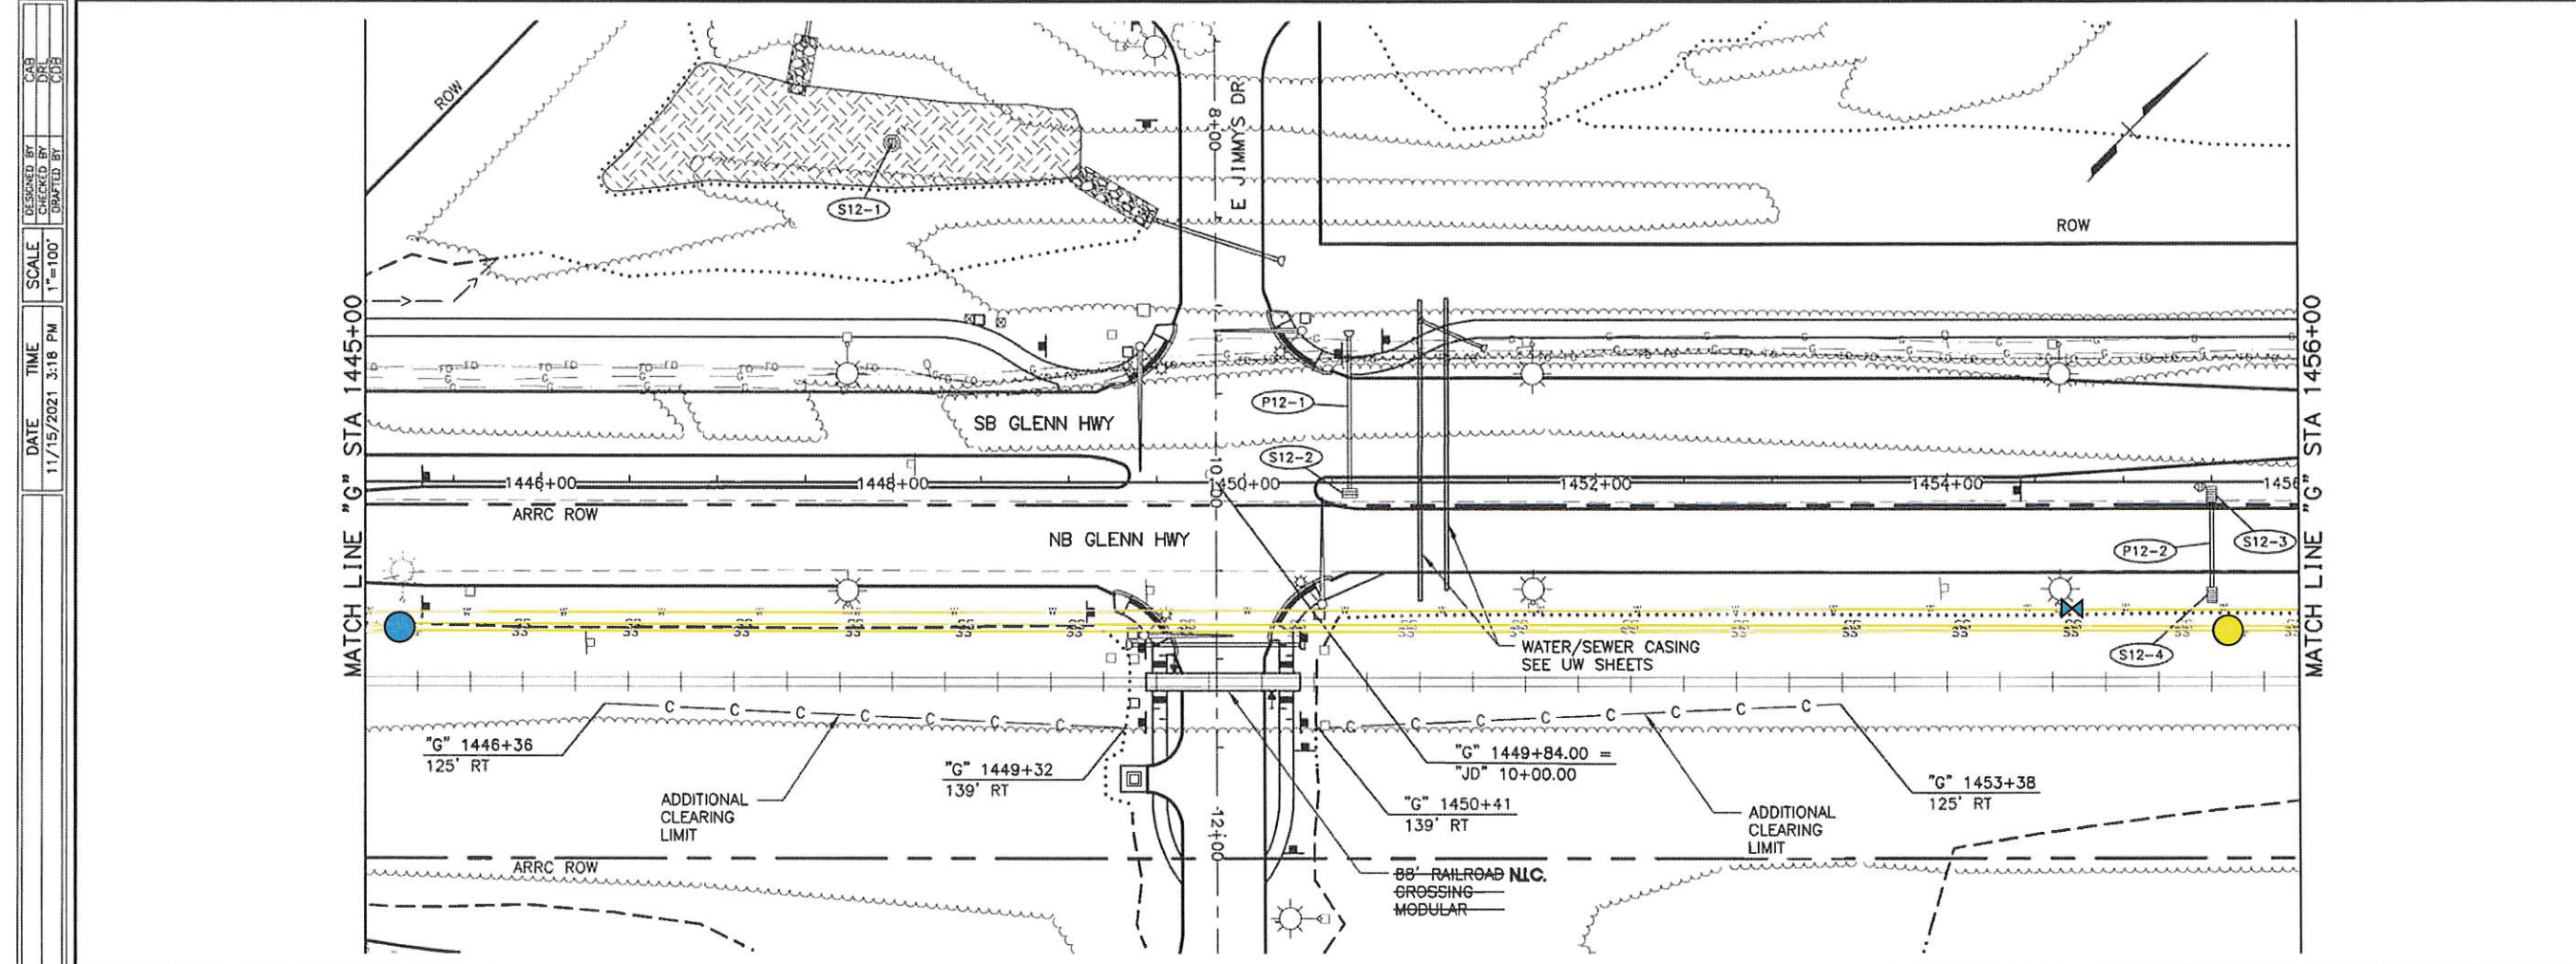 DESIGNED BY CAB
CHECKED BY DRL
DRAFTED BY CDB
SCALE
1"=100'
TIME
3:18 PM
DATE
11/15/2021
ROW
S12-1
8+00
E JIMMYS DR
ROW
MATCH LINE "G" STA 1445+00
MATCH LINE "G" STA 1456+00
P12-1
SB GLENN HWY
S12-2
1446+00
1448+00
1450+00
1452+00
1454+00
ARRC ROW
NB GLENN HWY
P12-2
S12-3
WATER/SEWER CASING
SEE UW SHEETS
S12-4
C C C C C C C
C C C C C C C C
"G" 1446+36
125' RT
"G" 1449+32
139' RT
"G" 1449+84.00 =
"JD" 10+00.00
"G" 1453+38
125' RT
ADDITIONAL
CLEARING
LIMIT
"G" 1450+41
139' RT
ADDITIONAL
CLEARING
LIMIT
12+00
ARRC ROW
88' RAILROAD N.I.C.
CROSSING
MODULAR